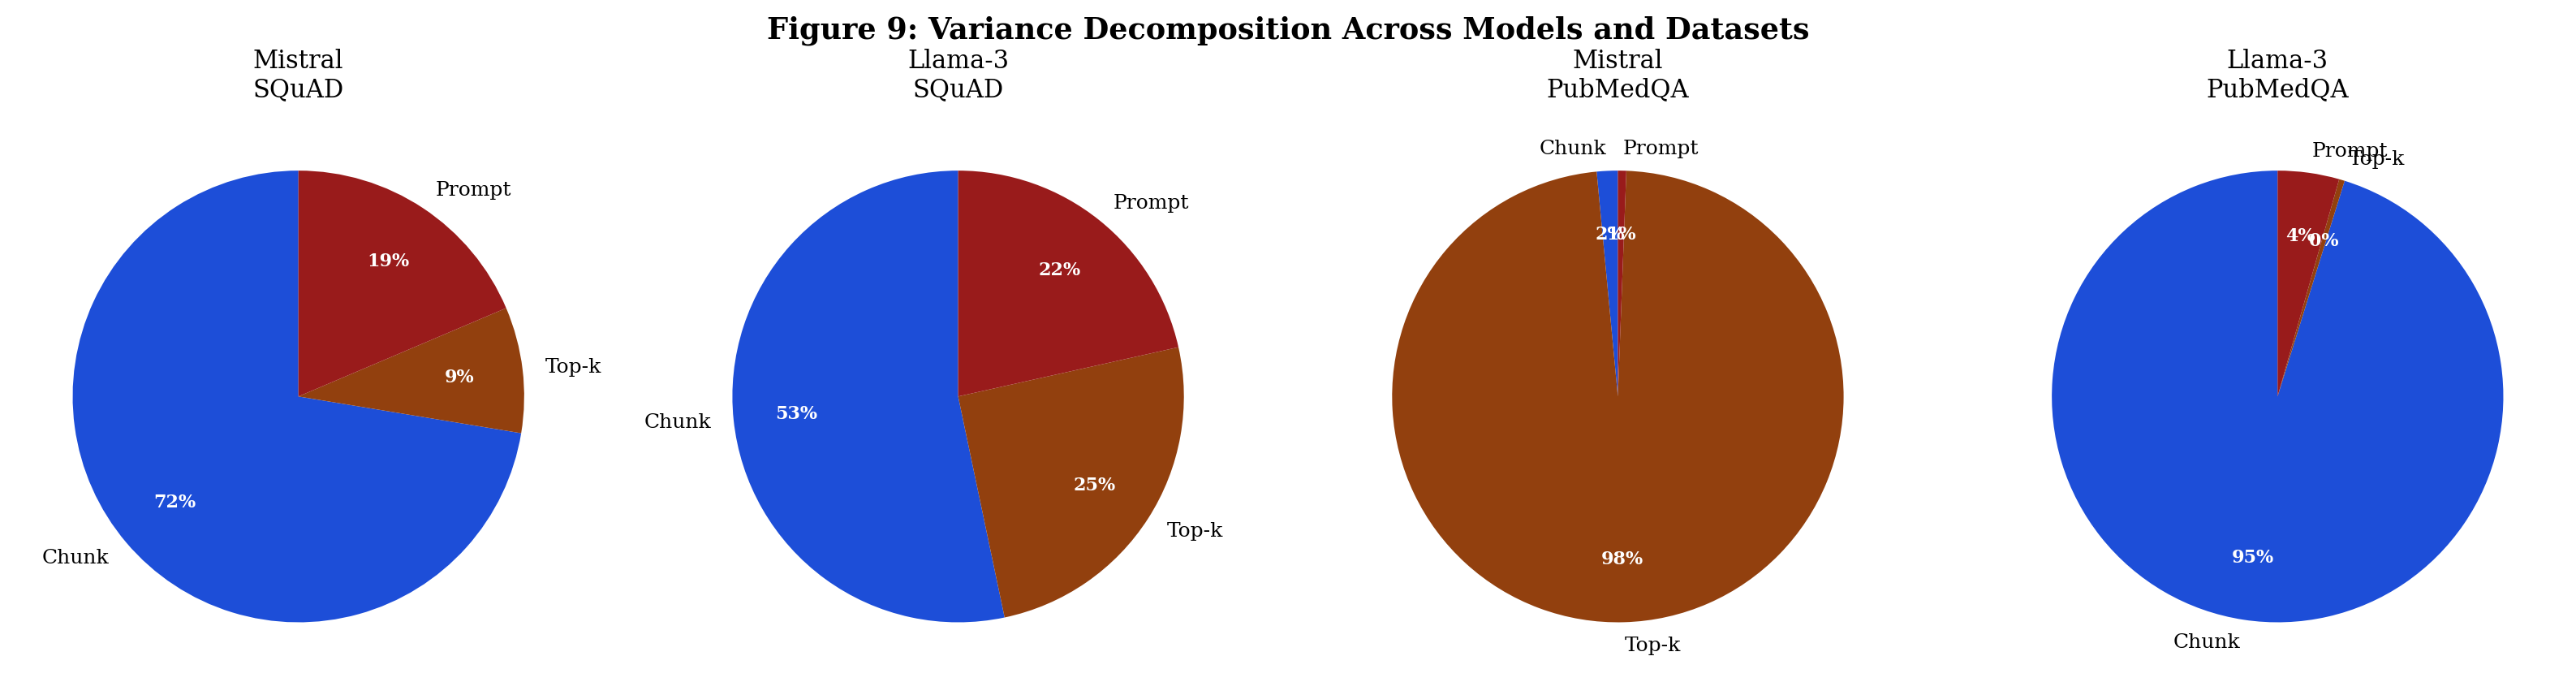 Figure 9: Variance Decomposition Across Models and Datasets
Mistral
SQuAD
Prompt
19%
Top-k
9%
72%
Chunk
Llama-3
SQuAD
Prompt
22%
Chunk
53%
25%
Top-k
Mistral
PubMedQA
Chunk
Prompt
2%
1%
98%
Top-k
Llama-3
PubMedQA
Prompt
Top-k
4%
0%
95%
Chunk